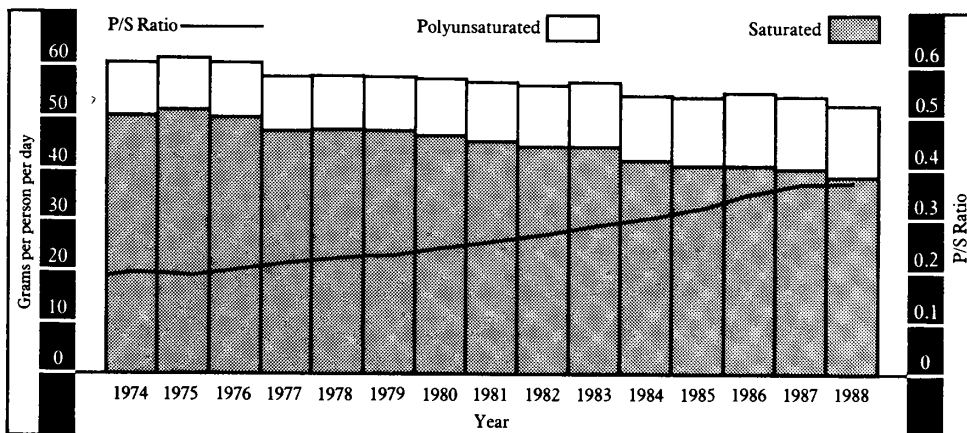 P/S Ratio
Polyunsaturated
Saturated
Grams per person per day
60
50
40
30
20
10
0
0.6
0.5
0.4
0.3
0.2
0.1
0
P/S Ratio
1974 1975 1976 1977 1978 1979 1980 1981 1982 1983 1984 1985 1986 1987 1988
Year